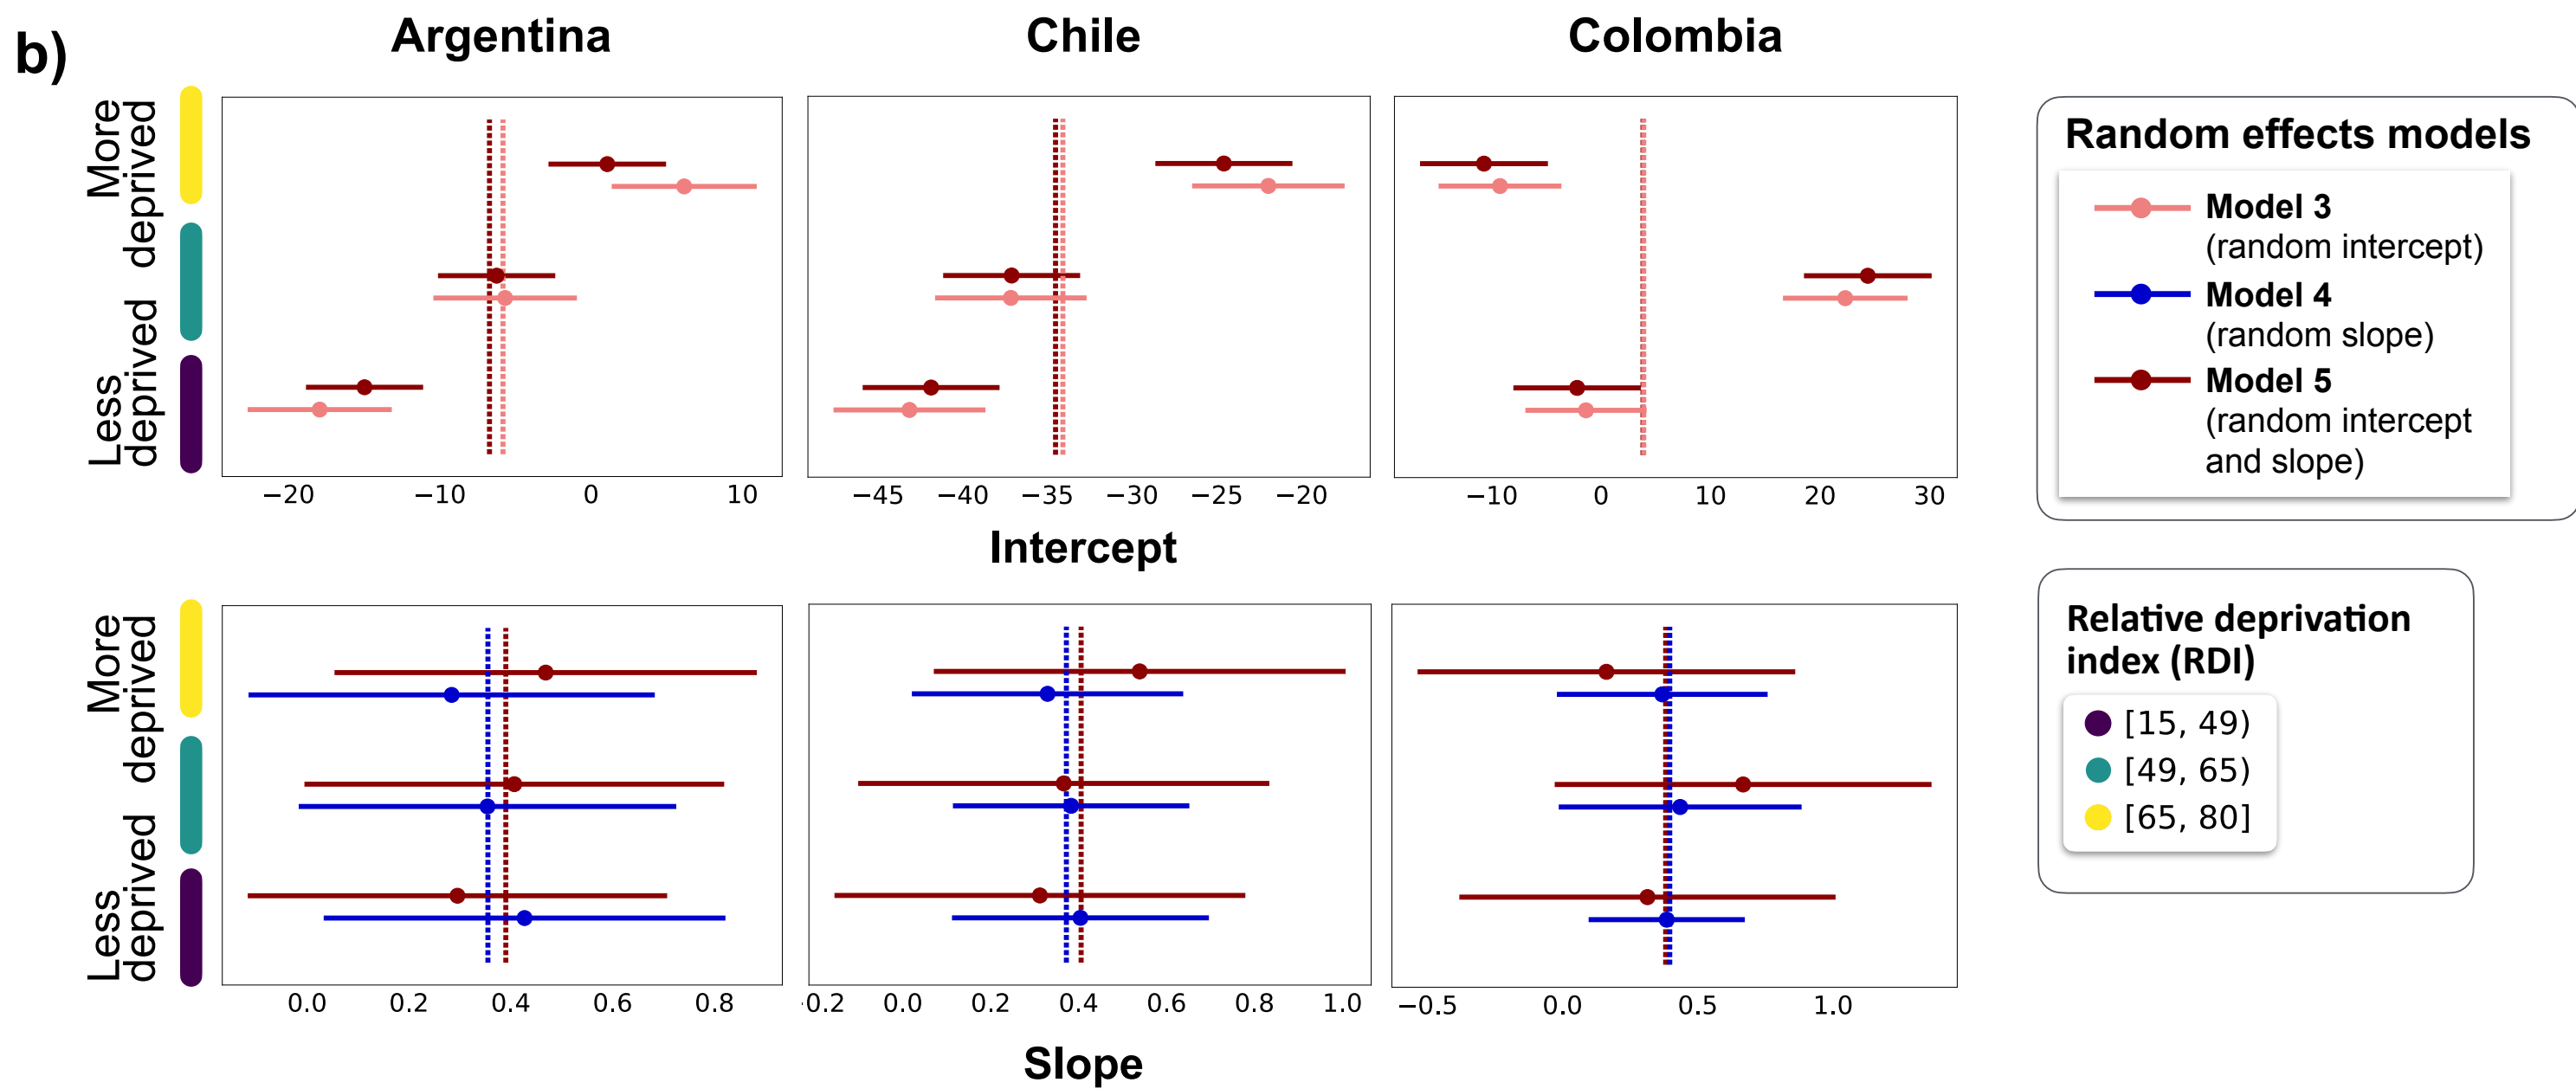 b)
Argentina
Chile
Colombia
More
deprived
Less
deprived
−20 −10 0 10
−45 −40 −35 −30 −25 −20
−10 0 10 20 30
Intercept
More
deprived
Less
deprived
0.0 0.2 0.4 0.6 0.8
0.2 0.0 0.2 0.4 0.6 0.8 1.0
−0.5 0.0 0.5 1.0
Slope
Random effects models
Model 3
(random intercept)
Model 4
(random slope)
Model 5
(random intercept
and slope)
Relative deprivation
index (RDI)
[15, 49)
[49, 65)
[65, 80]